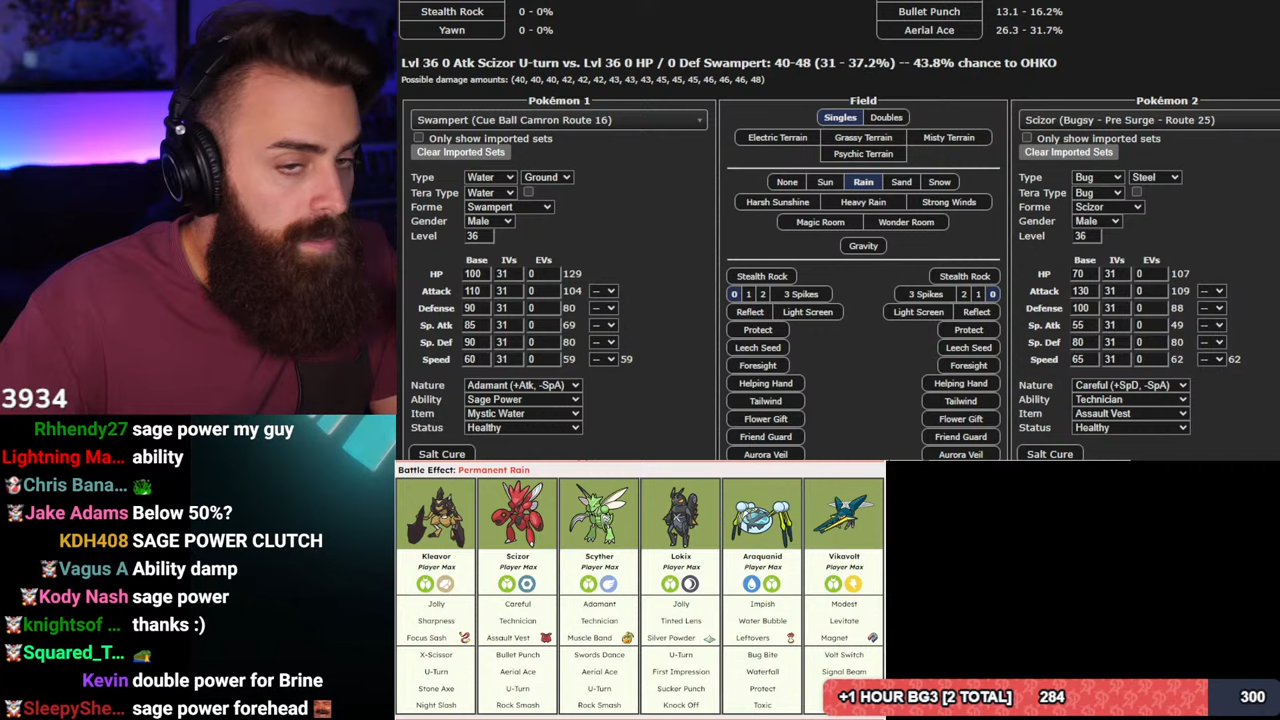 Stealth Rock 0 - 0%
Yawn 0 - 0%
Bullet Punch 13.1 - 16.2%
Aerial Ace 26.3 - 31.7%
Lvl 36 0 Atk Scizor U-turn vs. Lvl 36 0 HP / 0 Def Swampert: 40-48 (31 - 37.2%) -- 43.8% chance to OHKO
Possible damage amounts: (40, 40, 40, 42, 42, 42, 43, 43, 43, 45, 45, 45, 46, 46, 46, 48)
Pokémon 1
Swampert (Cue Ball Camron Route 16)
Only show imported sets
Clear Imported Sets
Type Water Ground
Tera Type Water
Forme Swampert
Gender Male
Level 36
Base IVs EVs
HP 100 31 0 129
Attack 110 31 0 104 --
Defense 90 31 0 80 --
Sp. Atk 85 31 0 69 --
Sp. Def 90 31 0 80 --
Speed 60 31 0 59 -- 59
Nature Adamant (+Atk, -SpA)
Ability Sage Power
Item Mystic Water
Status Healthy
Salt Cure
Field
Singles Doubles
Electric Terrain Grassy Terrain Misty Terrain
Psychic Terrain
None Sun Rain Sand Snow
Harsh Sunshine Heavy Rain Strong Winds
Magic Room Wonder Room
Gravity
Stealth Rock Stealth Rock
0 1 2 3 Spikes 3 Spikes 2 1 0
Reflect Light Screen Light Screen Reflect
Protect Protect
Leech Seed Leech Seed
Foresight Foresight
Helping Hand Helping Hand
Tailwind Tailwind
Flower Gift Flower Gift
Friend Guard Friend Guard
Aurora Veil Aurora Veil
Pokémon 2
Scizor (Bugsy - Pre Surge - Route 25)
Only show imported sets
Clear Imported Sets
Type Bug Steel
Tera Type Bug
Forme Scizor
Gender Male
Level 36
Base IVs EVs
HP 70 31 0 107
Attack 130 31 0 109 --
Defense 100 31 0 88 --
Sp. Atk 55 31 0 49 --
Sp. Def 80 31 0 80 --
Speed 65 31 0 62 -- 62
Nature Careful (+SpD, -SpA)
Ability Technician
Item Assault Vest
Status Healthy
Salt Cure
3934
Rhhendy27 sage power my guy
Lightning Ma... ability
Chris Bana...
Jake Adams Below 50%?
KDH408 SAGE POWER CLUTCH
Vagus A Ability damp
Kody Nash sage power
knightsof ... thanks :)
Squared_T...
Kevin double power for Brine
SleepyShe... sage power forehead
Battle Effect: Permanent Rain
Kleavor Scizor Scyther Lokix Araquanid Vikavolt
Player Max Player Max Player Max Player Max Player Max Player Max
Jolly Careful Adamant Jolly Impish Modest
Sharpness Technician Technician Tinted Lens Water Bubble Levitate
Focus Sash Assault Vest Muscle Band Silver Powder Leftovers Magnet
X-Scissor Bullet Punch Swords Dance U-Turn Bug Bite Volt Switch
U-Turn Aerial Ace Aerial Ace First Impression Waterfall Signal Beam
Stone Axe U-Turn U-Turn Sucker Punch Protect
Night Slash Rock Smash Rock Smash Knock Off Toxic
+1 HOUR BG3 [2 TOTAL] 284 300